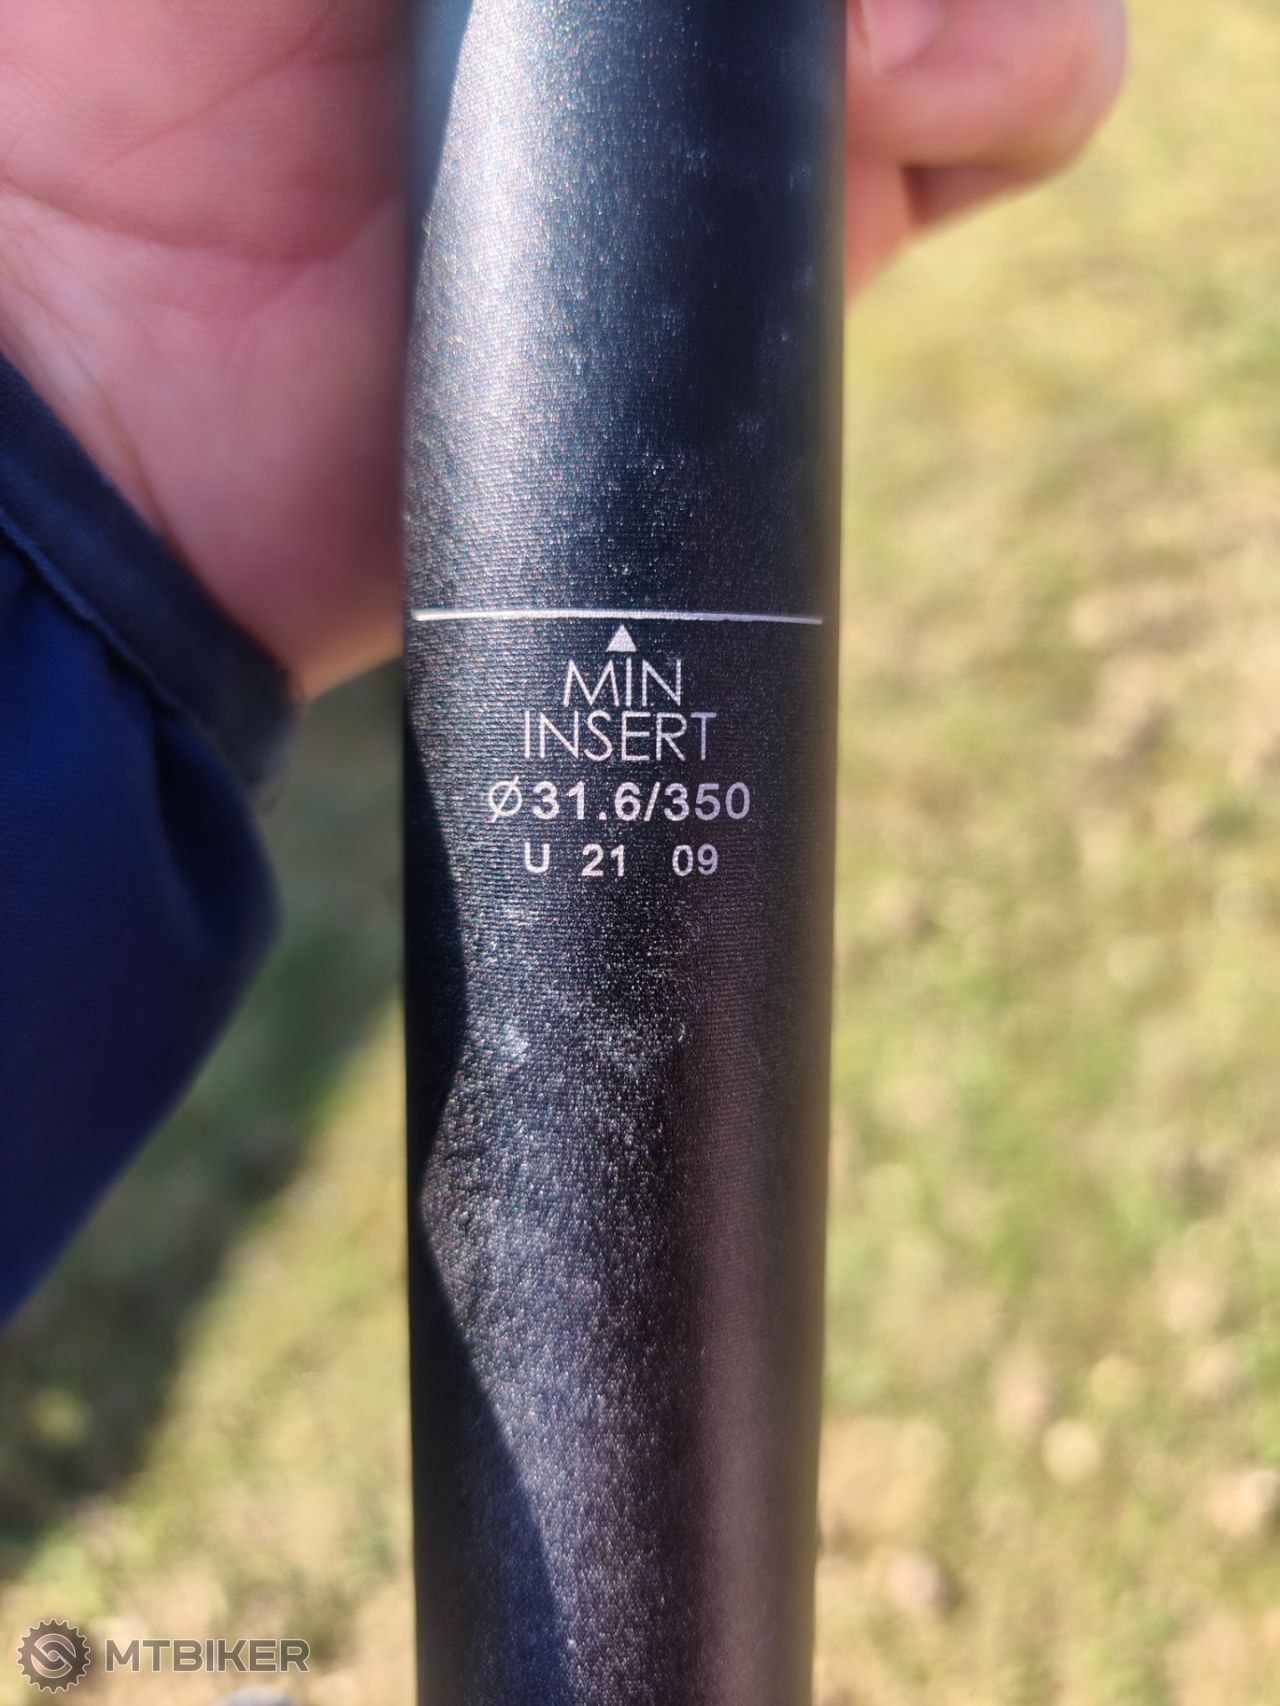 MIN
INSERT
Ø31.6/350
U 21 09
MTBIKER